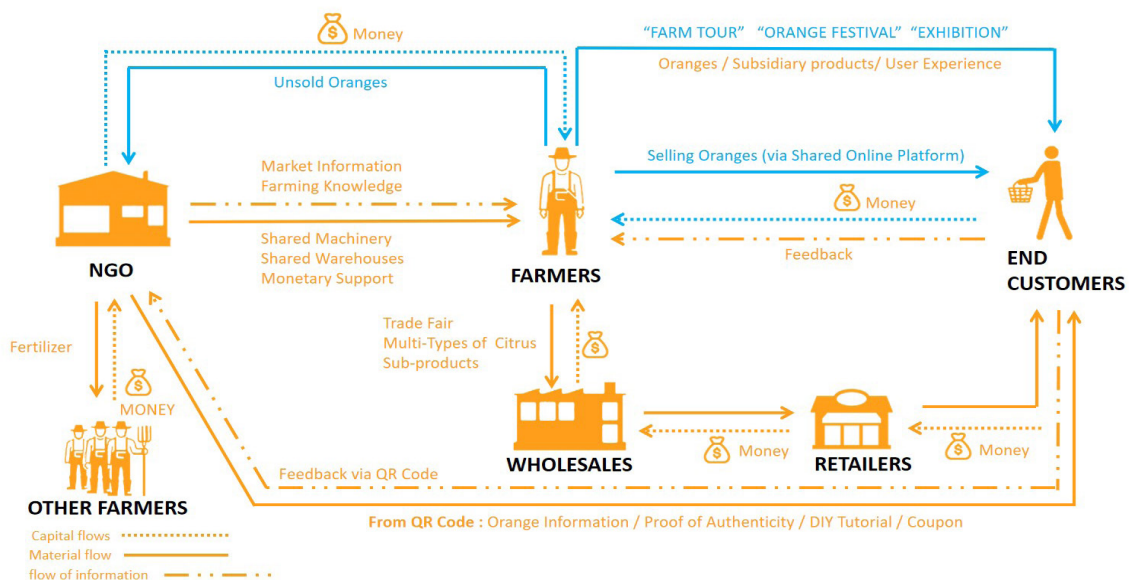 Money
"FARM TOUR" "ORANGE FESTIVAL" "EXHIBITION"
Oranges / Subsidiary products/ User Experience
Unsold Oranges
Market Information
Farming Knowledge
Selling Oranges (via Shared Online Platform)
Money
Shared Machinery
Shared Warehouses
Monetary Support
Feedback
NGO
FARMERS
END
CUSTOMERS
Fertilizer
Trade Fair
Multi-Types of Citrus
Sub-products
MONEY
Money
Money
WHOLESALES
RETAILERS
Feedback via QR Code
OTHER FARMERS
From QR Code : Orange Information / Proof of Authenticity / DIY Tutorial / Coupon
Capital flows
Material flow
flow of information